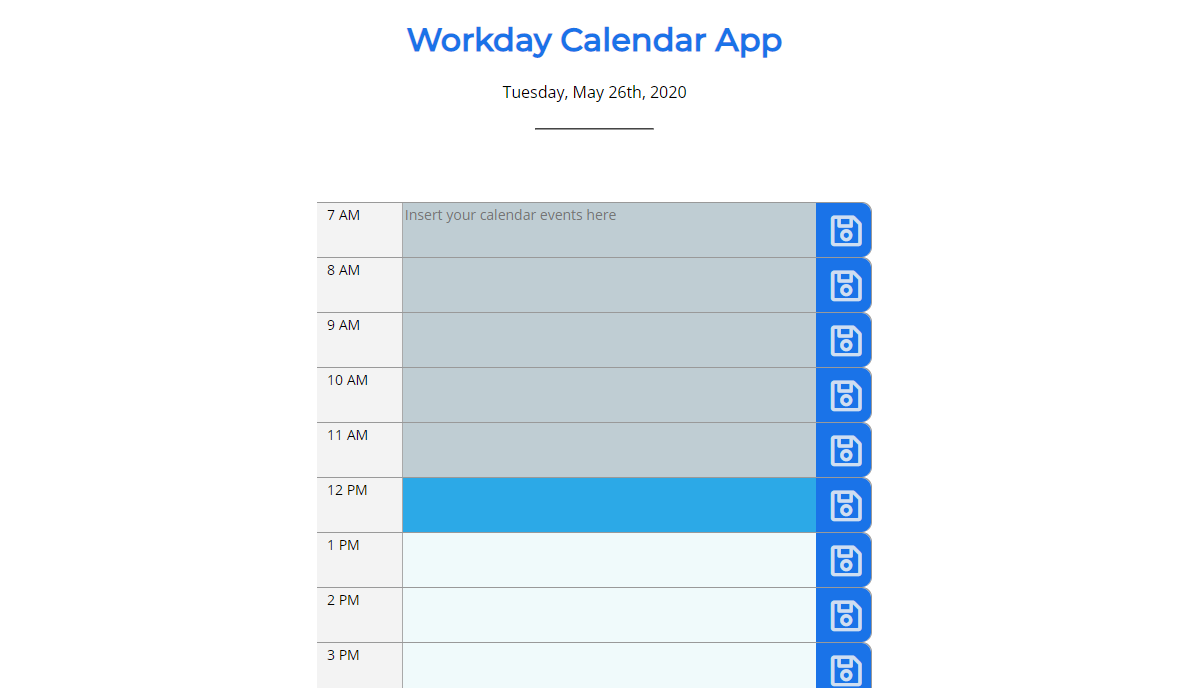 Workday Calendar App
Tuesday, May 26th, 2020
7 AM Insert your calendar events here
8 AM
9 AM
10 AM
11 AM
12 PM
1 PM
2 PM
3 PM